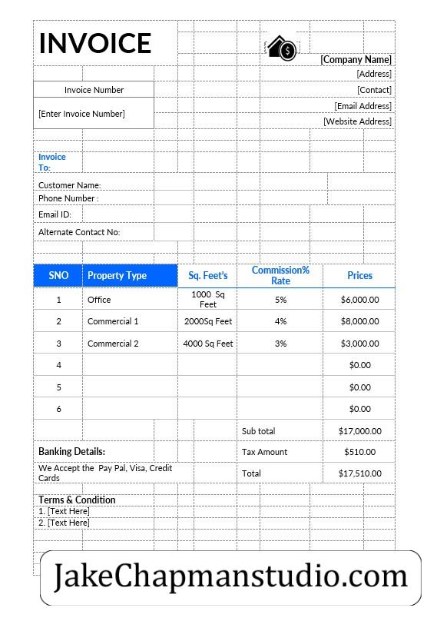 INVOICE
$
[Company Name]
[Address]
Invoice Number
[Contact]
[Enter Invoice Number]
[Email Address]
[Website Address]
Invoice
To:
Customer Name:
Phone Number :
Email ID:
Alternate Contact No:
SNO Property Type Sq. Feet's Commission% Rate Prices
1 Office 1000 Sq Feet 5% $6,000.00
2 Commercial 1 2000Sq Feet 4% $8,000.00
3 Commercial 2 4000 Sq Feet 3% $3,000.00
4 $0.00
5 $0.00
6 $0.00
Sub total $17,000.00
Banking Details: Tax Amount $510.00
We Accept the Pay Pal, Visa, Credit Cards Total $17,510.00
Terms & Condition
1. [Text Here]
2. [Text Here]
JakeChapmanstudio.com